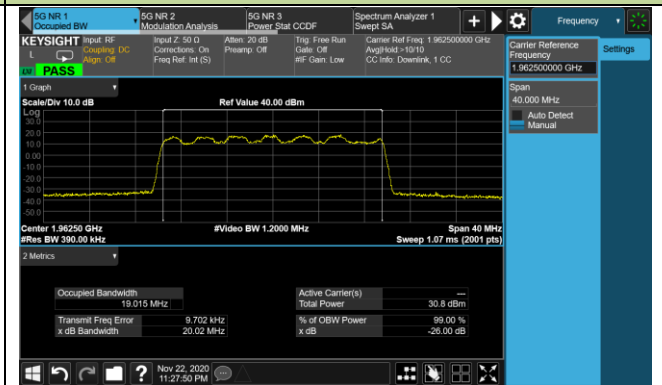 5G NR 1
Occupied BW
5G NR 2
Modulation Analysis
5G NR 3
Power Stat CCDF
Spectrum Analyzer 1
Swept SA
Frequency
KEYSIGHT
L
PASS
Input: RF
Coupling: DC
Align: Off
Input Z: 50 Ω
Corrections: On
Freq Ref: Int (S)
Atten: 20 dB
Preamp: Off
Trig: Free Run
Gate: Off
#IF Gain: Low
Carrier Ref Freq: 1.962500000 GHz
Avg|Hold:>10/10
CC Info: Downlink, 1 CC
Carrier Reference
Frequency
1.962500000 GHz
Settings
Span
40.000 MHz
Auto Detect
Manual
1 Graph
Scale/Div 10.0 dB
Ref Value 40.00 dBm
Log
30.0
20.0
10.0
0.00
-10.0
-20.0
-30.0
-40.0
-50.0
Center 1.96250 GHz
#Video BW 1.2000 MHz
Span 40 MHz
#Res BW 390.00 kHz
Sweep 1.07 ms (2001 pts)
2 Metrics
Occupied Bandwidth
19.015 MHz
Active Carrier(s)
---
Total Power
30.8 dBm
Transmit Freq Error
9.702 kHz
% of OBW Power
99.00 %
x dB Bandwidth
20.02 MHz
x dB
-26.00 dB
Nov 22, 2020
11:27:50 PM